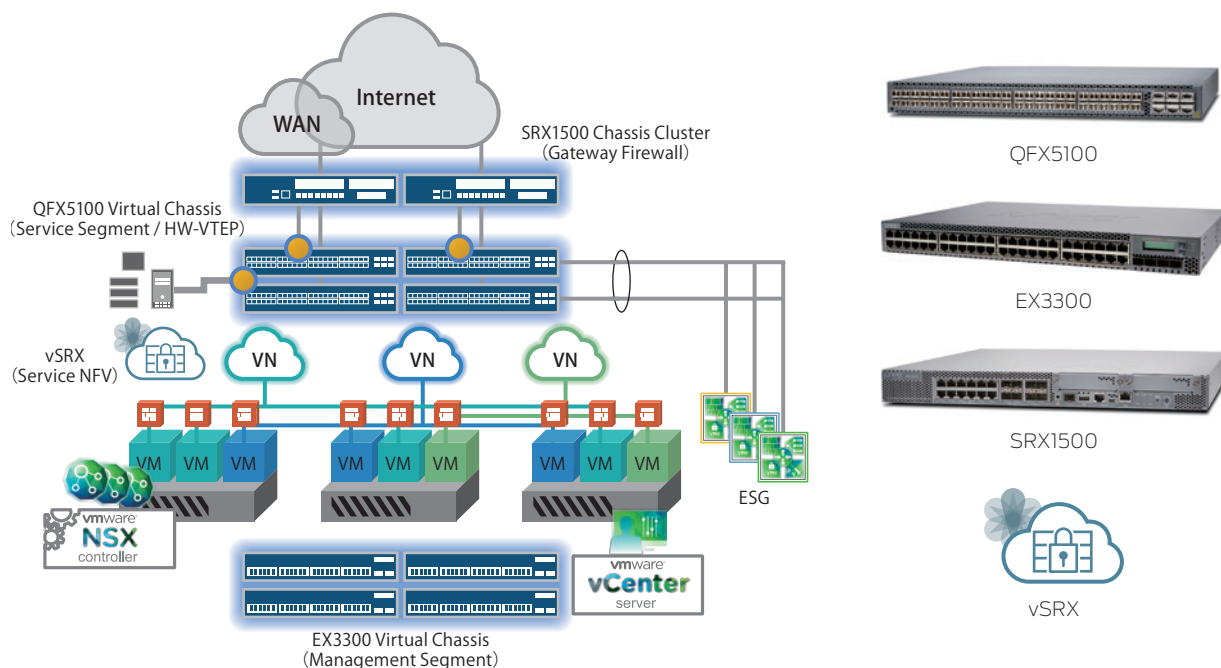 Internet
WAN
SRX1500 Chassis Cluster
(Gateway Firewall)
QFX5100 Virtual Chassis
(Service Segment / HW-VTEP)
vSRX
(Service NFV)
VN
VN
VN
VM
VM
VM
VM
VM
VM
VM
VM
VM
ESG
vmware
NSX
controller
vmware
vCenter
server
EX3300 Virtual Chassis
(Management Segment)
QFX5100
EX3300
SRX1500
vSRX